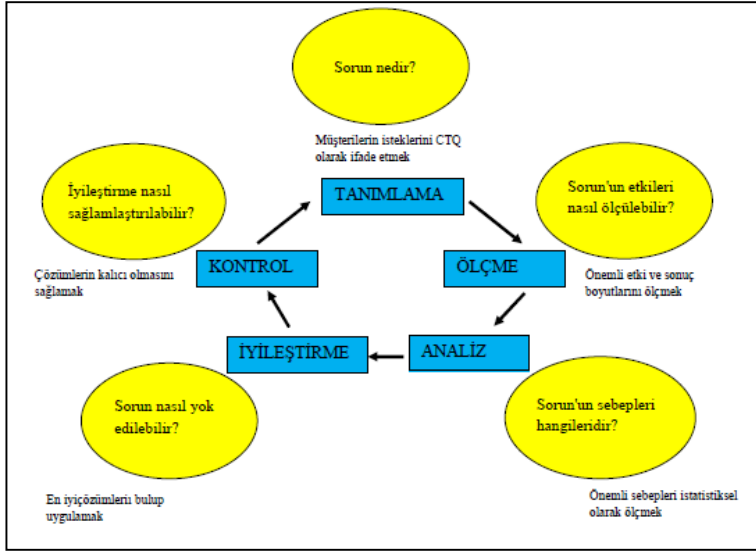 Sorun nedir?
Müşterilerin isteklerini CTQ
olarak ifade etmek
TANIMLAMA
Sorun'un etkileri
nasıl ölçülebilir?
ÖLÇME
Önemli etki ve sonuç
boyutlarını ölçmek
ANALİZ
Sorun'un sebepleri
hangileridir?
Önemli sebepleri istatistiksel
olarak ölçmek
İYİLEŞTİRME
Sorun nasıl yok
edilebilir?
En iyiçözümleriı bulup
uygulamak
KONTROL
İyileştirme nasıl
sağlamlaştırılabilir?
Çözümlerin kalıcı olmasını
sağlamak